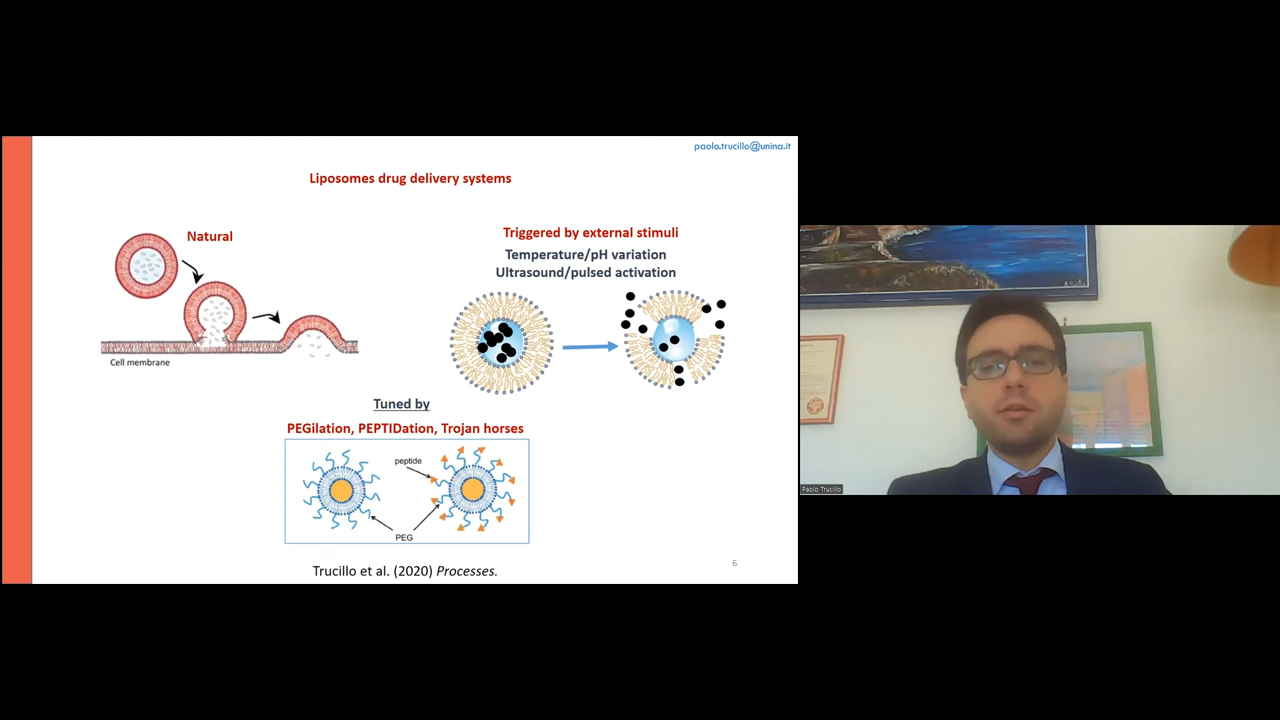 paolo.trucillo@unina.it
Liposomes drug delivery systems
Natural
Cell membrane
Triggered by external stimuli
Temperature/pH variation
Ultrasound/pulsed activation
Tuned by
PEGilation, PEPTIDation, Trojan horses
peptide
PEG
Trucillo et al. (2020) Processes.
6
Paolo Trucillo